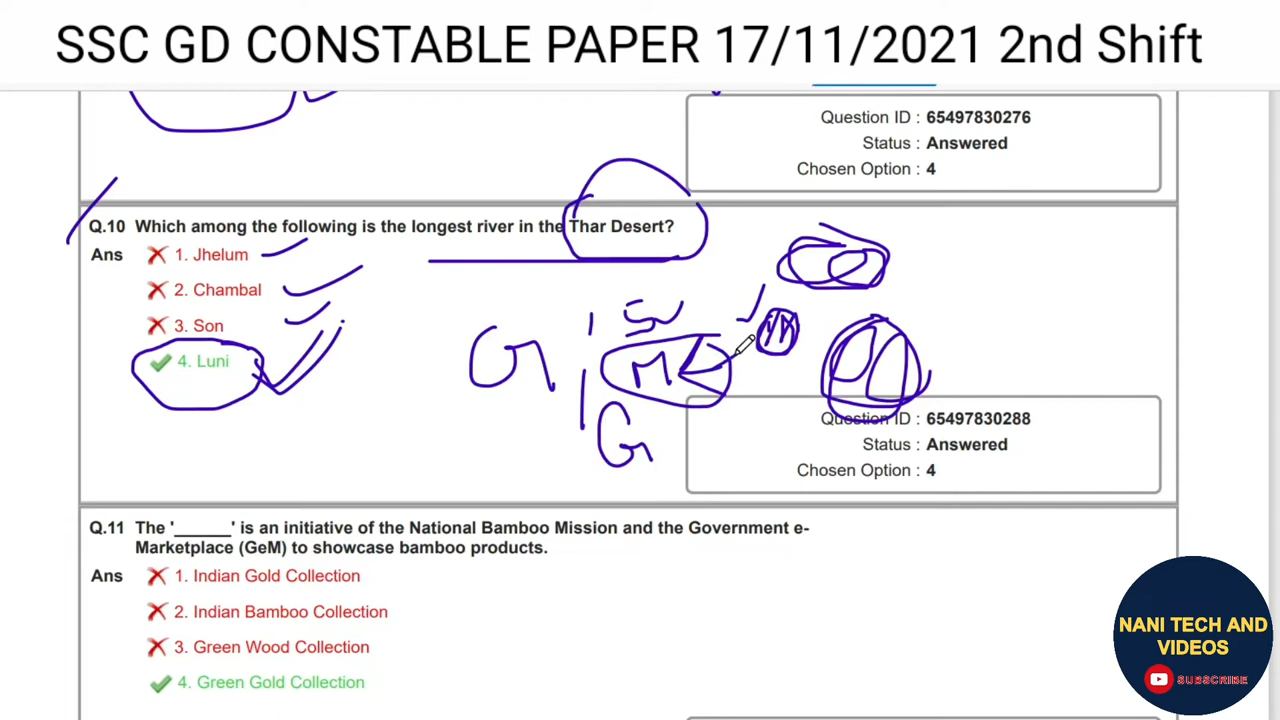 SSC GD CONSTABLE PAPER 17/11/2021 2nd Shift
Question ID : 65497830276
Status : Answered
Chosen Option : 4
Q.10 Which among the following is the longest river in the Thar Desert?
Ans 1. Jhelum
2. Chambal
3. Son
4. Luni
G
M
G
Question ID : 65497830288
Status : Answered
Chosen Option : 4
Q.11 The '______' is an initiative of the National Bamboo Mission and the Government e-
Marketplace (GeM) to showcase bamboo products.
Ans 1. Indian Gold Collection
2. Indian Bamboo Collection
3. Green Wood Collection
4. Green Gold Collection
NANI TECH AND
VIDEOS
SUBSCRIBE